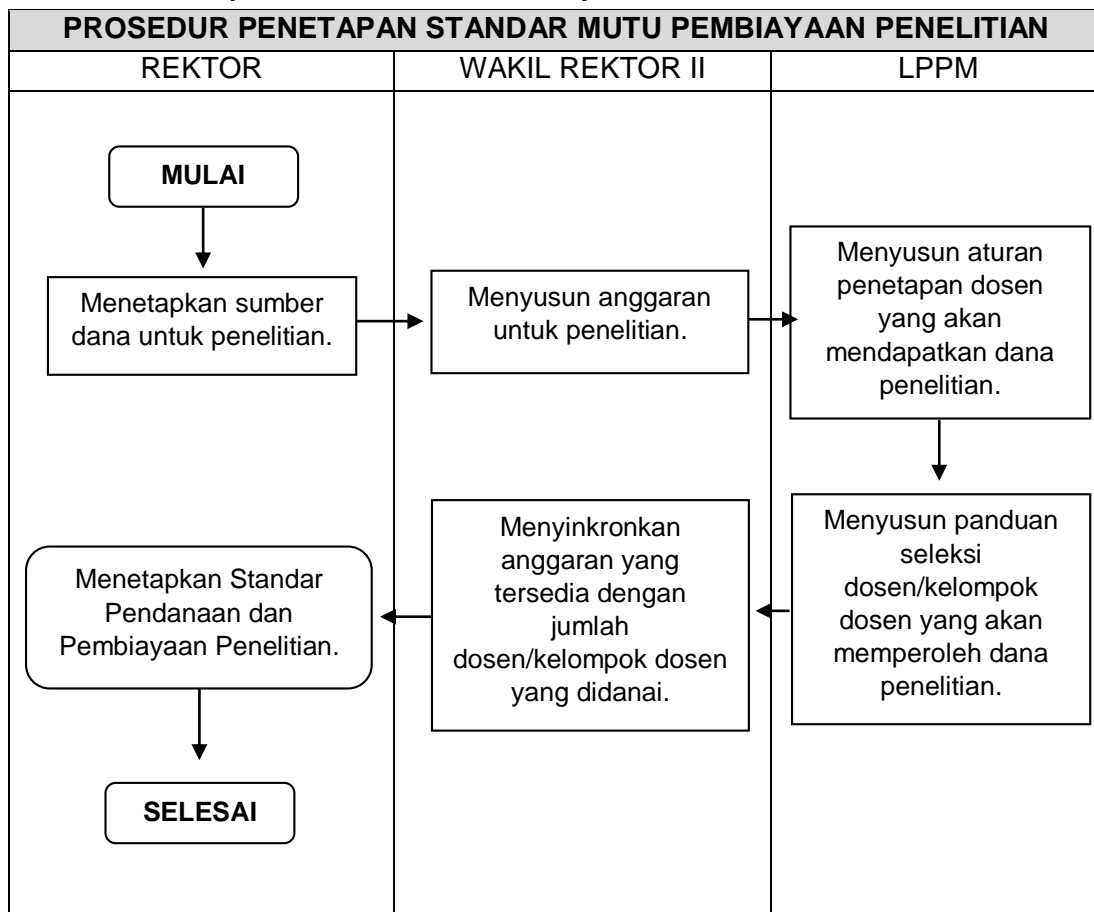 PROSEDUR PENETAPAN STANDAR MUTU PEMBIAYAAN PENELITIAN
REKTOR
WAKIL REKTOR II
LPPM
MULAI
Menetapkan sumber
dana untuk penelitian.
Menyusun anggaran
untuk penelitian.
Menyusun aturan
penetapan dosen
yang akan
mendapatkan dana
penelitian.
Menyusun panduan
seleksi
dosen/kelompok
dosen yang akan
memperoleh dana
penelitian.
Menyinkronkan
anggaran yang
tersedia dengan
jumlah
dosen/kelompok dosen
yang didanai.
Menetapkan Standar
Pendanaan dan
Pembiayaan Penelitian.
SELESAI